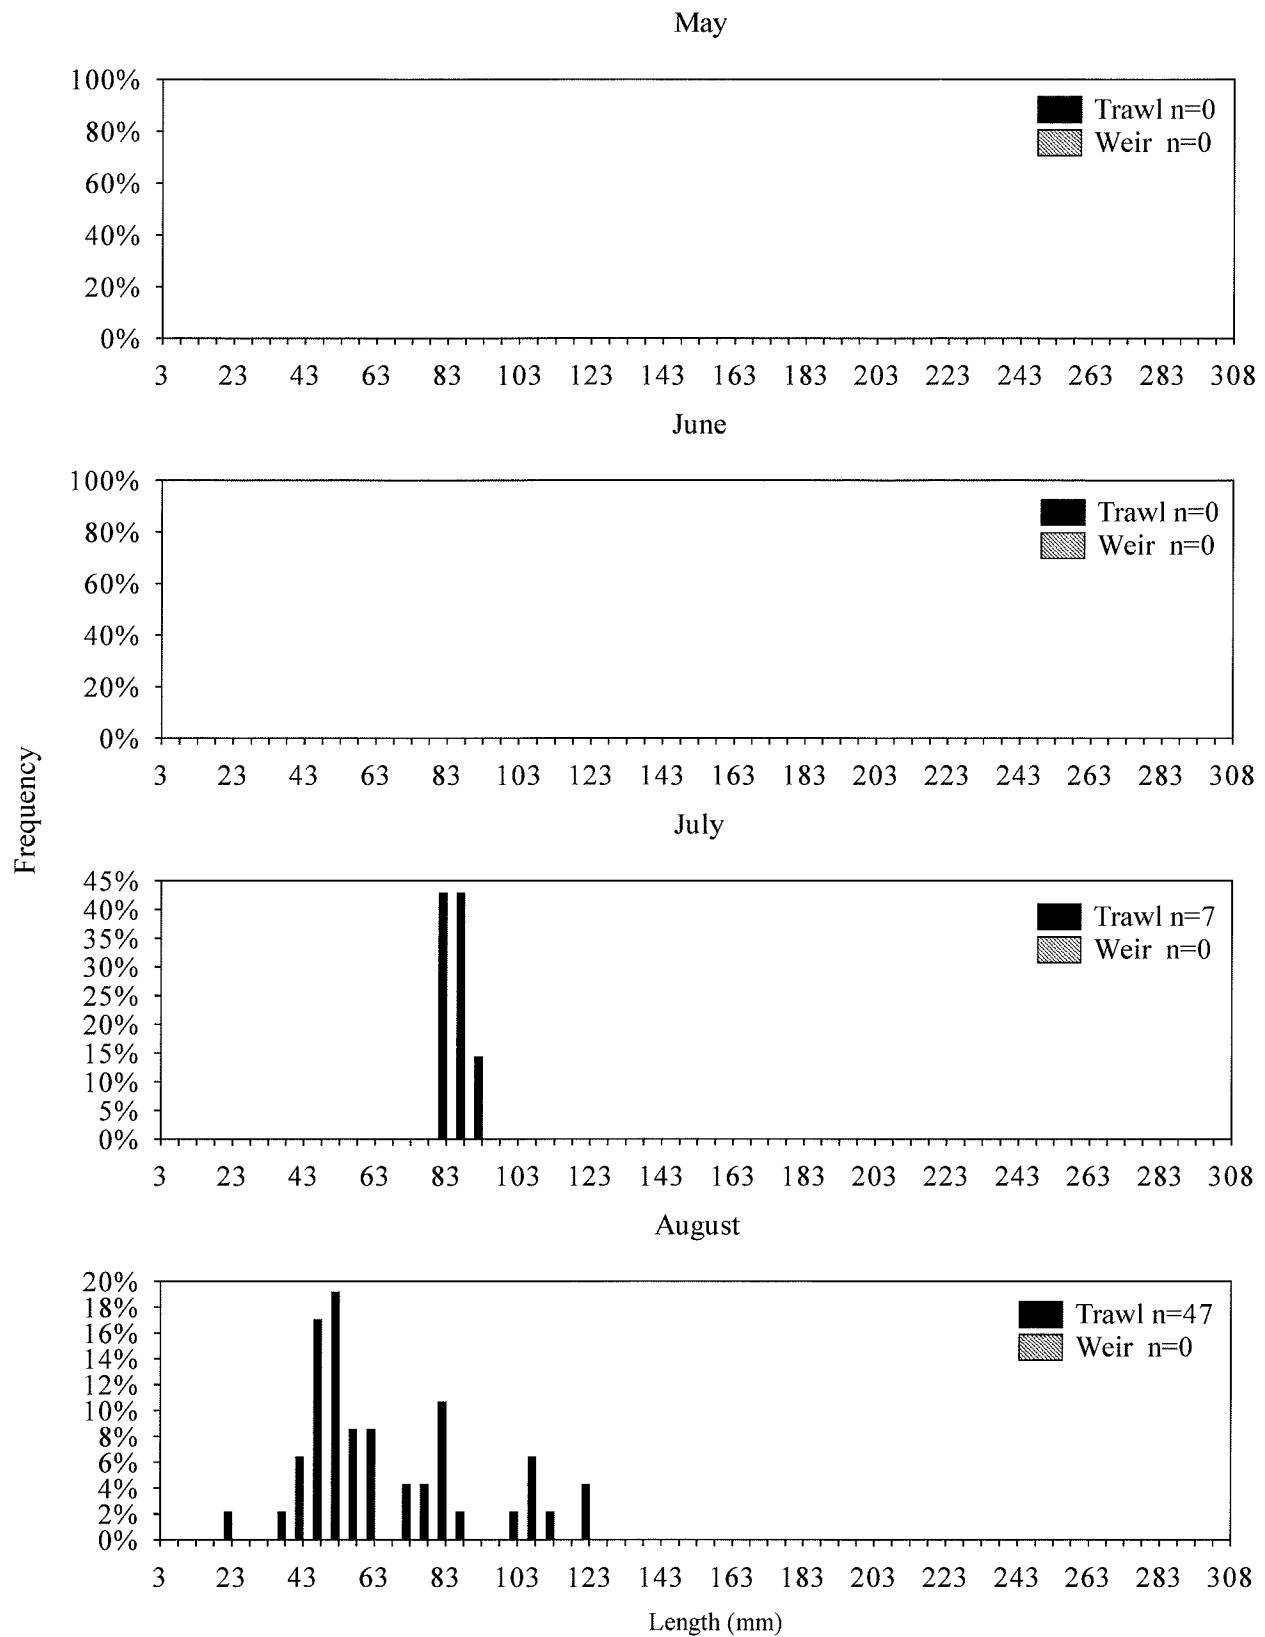 May
100%
80%
60%
40%
20%
0%
Trawl n=0
Weir n=0
3 23 43 63 83 103 123 143 163 183 203 223 243 263 283 308
June
100%
80%
60%
40%
20%
0%
Trawl n=0
Weir n=0
3 23 43 63 83 103 123 143 163 183 203 223 243 263 283 308
Frequency
July
45%
40%
35%
30%
25%
20%
15%
10%
5%
0%
Trawl n=7
Weir n=0
3 23 43 63 83 103 123 143 163 183 203 223 243 263 283 308
August
20%
18%
16%
14%
12%
10%
8%
6%
4%
2%
0%
Trawl n=47
Weir n=0
3 23 43 63 83 103 123 143 163 183 203 223 243 263 283 308
Length (mm)